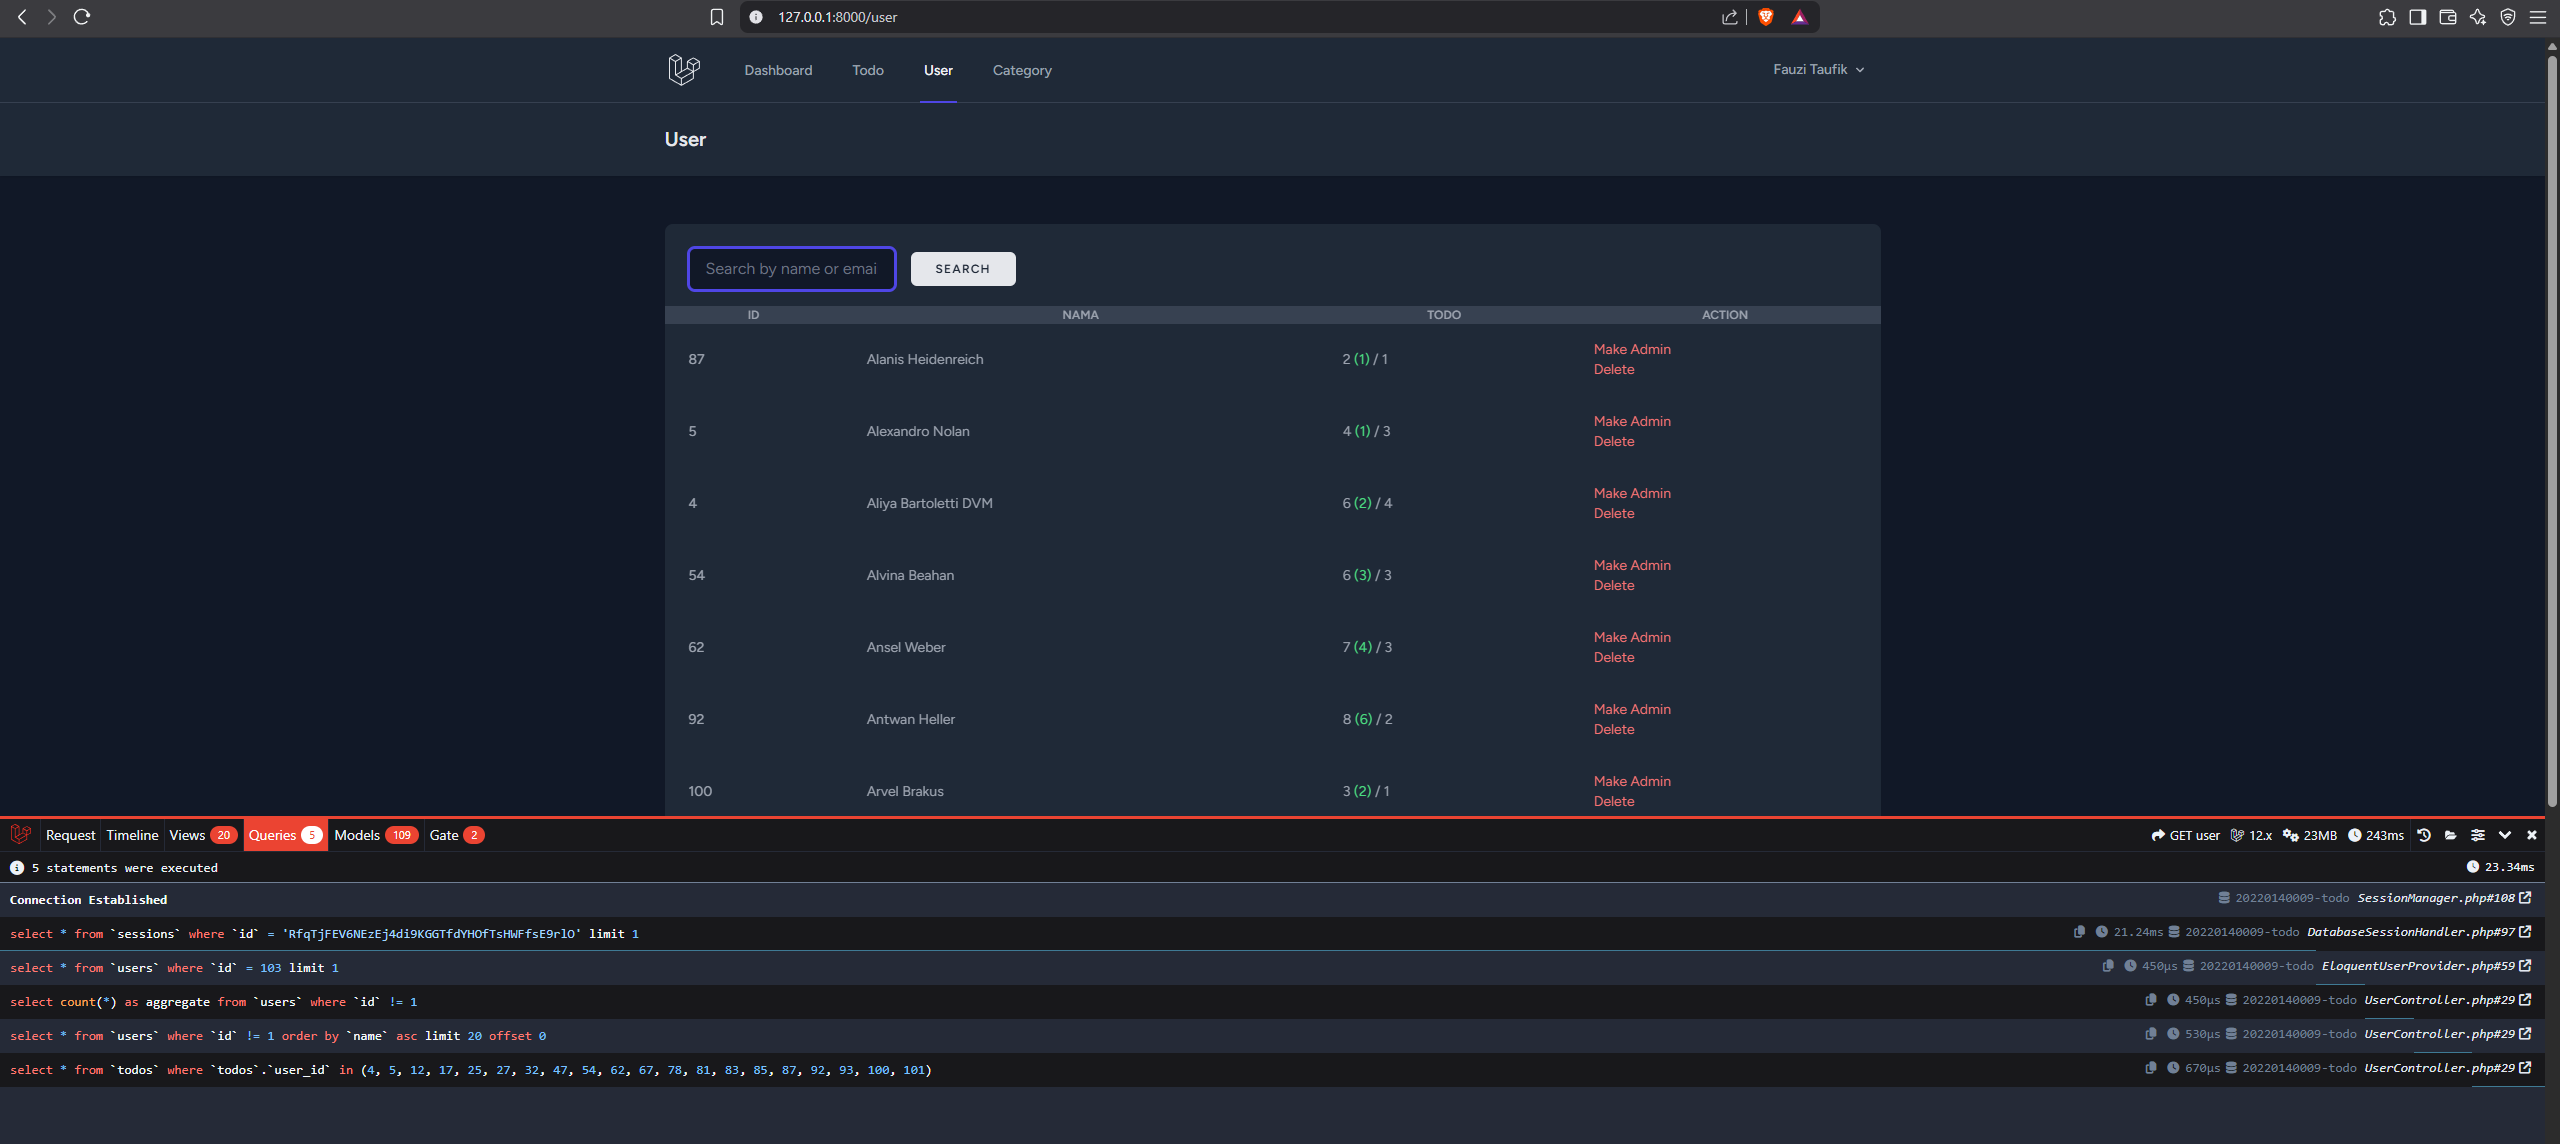 127.0.0.1:8000/user
Dashboard Todo User Category Fauzi Taufik
User
Search by name or emai SEARCH
ID NAMA TODO ACTION
87 Alanis Heidenreich 2 (1) / 1 Make Admin
Delete
5 Alexandro Nolan 4 (1) / 3 Make Admin
Delete
4 Aliya Bartoletti DVM 6 (2) / 4 Make Admin
Delete
54 Alvina Beahan 6 (3) / 3 Make Admin
Delete
62 Ansel Weber 7 (4) / 3 Make Admin
Delete
92 Antwan Heller 8 (6) / 2 Make Admin
Delete
100 Arvel Brakus 3 (2) / 1 Make Admin
Delete
Request Timeline Views 20 Queries 5 Models 109 Gate 2 GET user 12.x 23MB 243ms
5 statements were executed 23.34ms
Connection Established 20220140009-todo SessionManager.php#108
select * from `sessions` where `id` = 'RfqTjFEV6NEzEj4di9KGGTfdYHOfTsHWFfsE9rlO' limit 1 21.24ms 20220140009-todo DatabaseSessionHandler.php#97
select * from `users` where `id` = 103 limit 1 450μs 20220140009-todo EloquentUserProvider.php#59
select count(*) as aggregate from `users` where `id` != 1 450μs 20220140009-todo UserController.php#29
select * from `users` where `id` != 1 order by `name` asc limit 20 offset 0 530μs 20220140009-todo UserController.php#29
select * from `todos` where `todos`.`user_id` in (4, 5, 12, 17, 25, 27, 32, 47, 54, 62, 67, 78, 81, 83, 85, 87, 92, 93, 100, 101) 670μs 20220140009-todo UserController.php#29